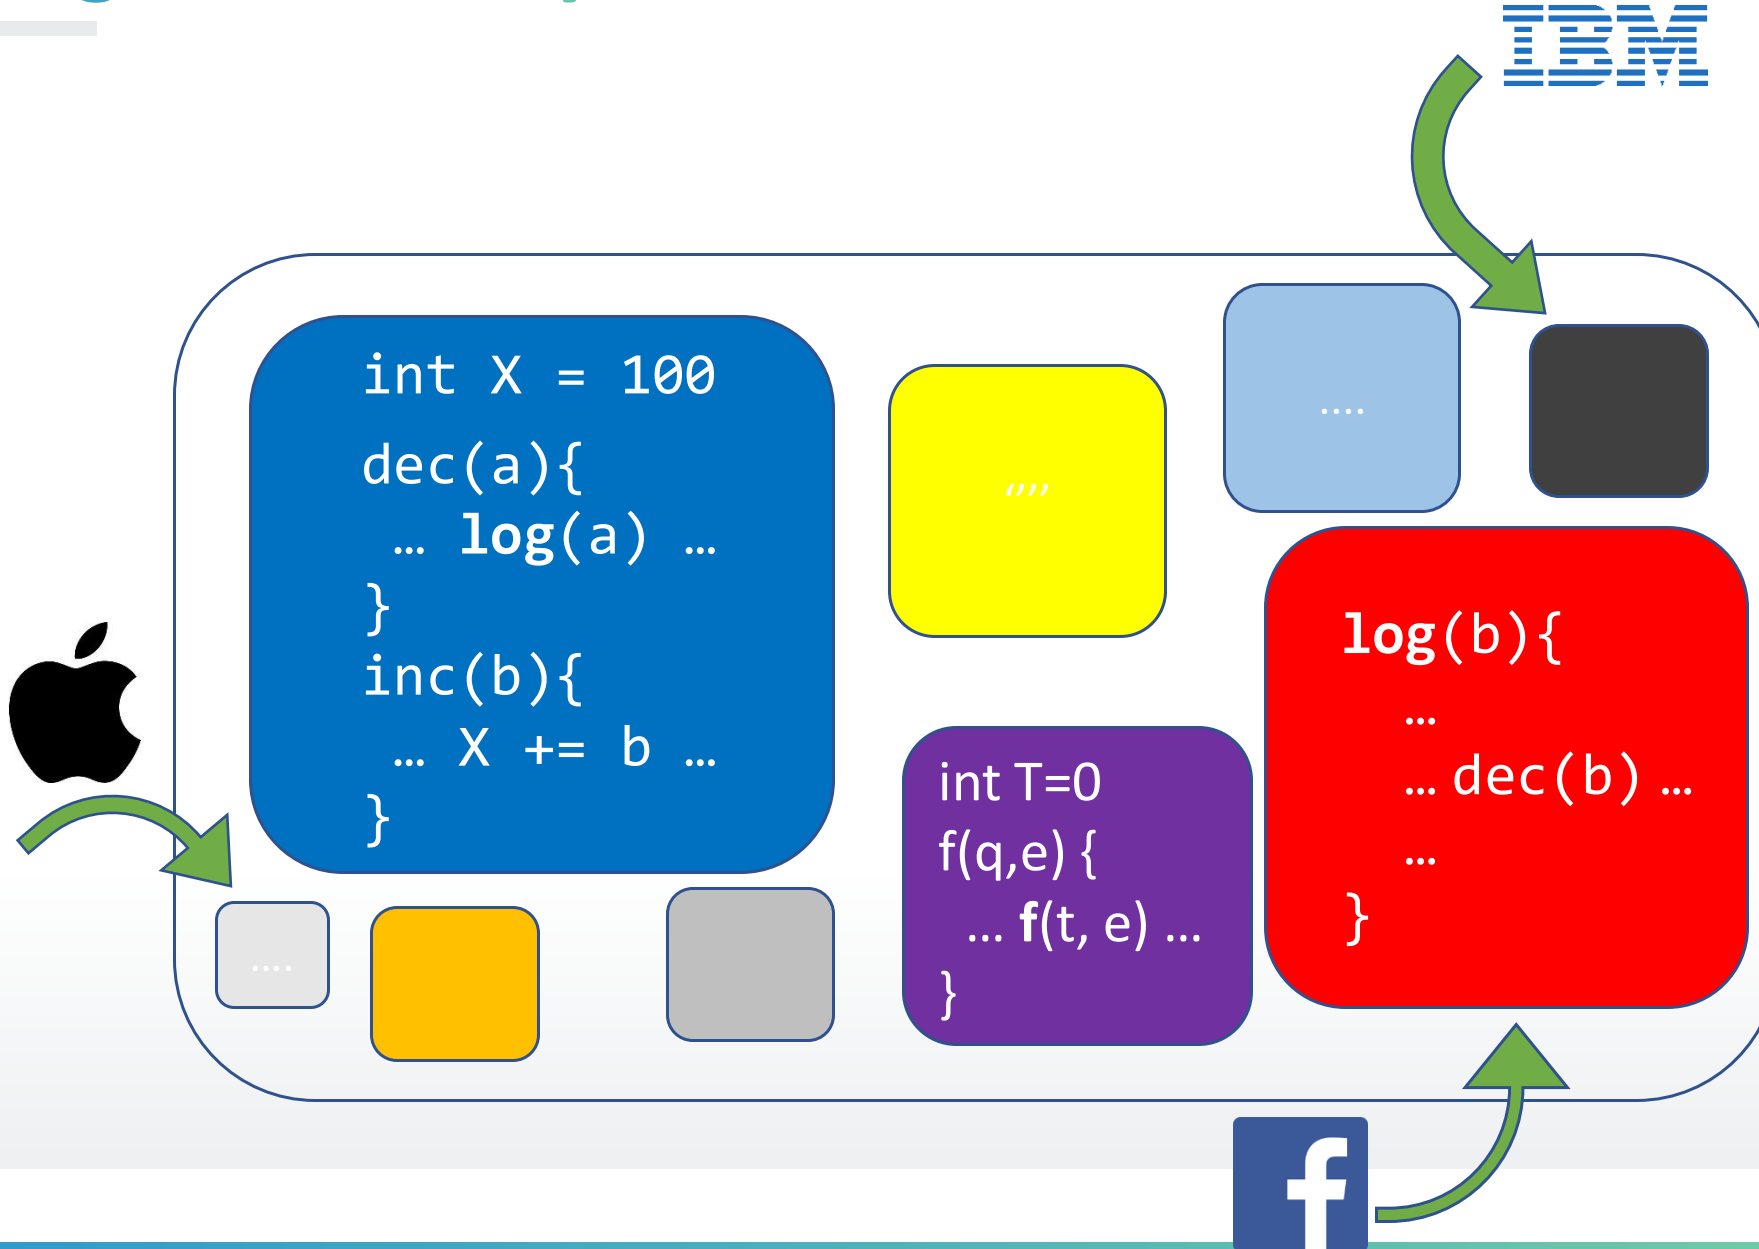 IBM
int X = 100
dec(a){
… log(a) …
}
inc(b){
… X += b …
}
‘’’’
....
log(b){
…
… dec(b) …
…
}
int T=0
f(q,e) {
… f(t, e) …
}
....
f